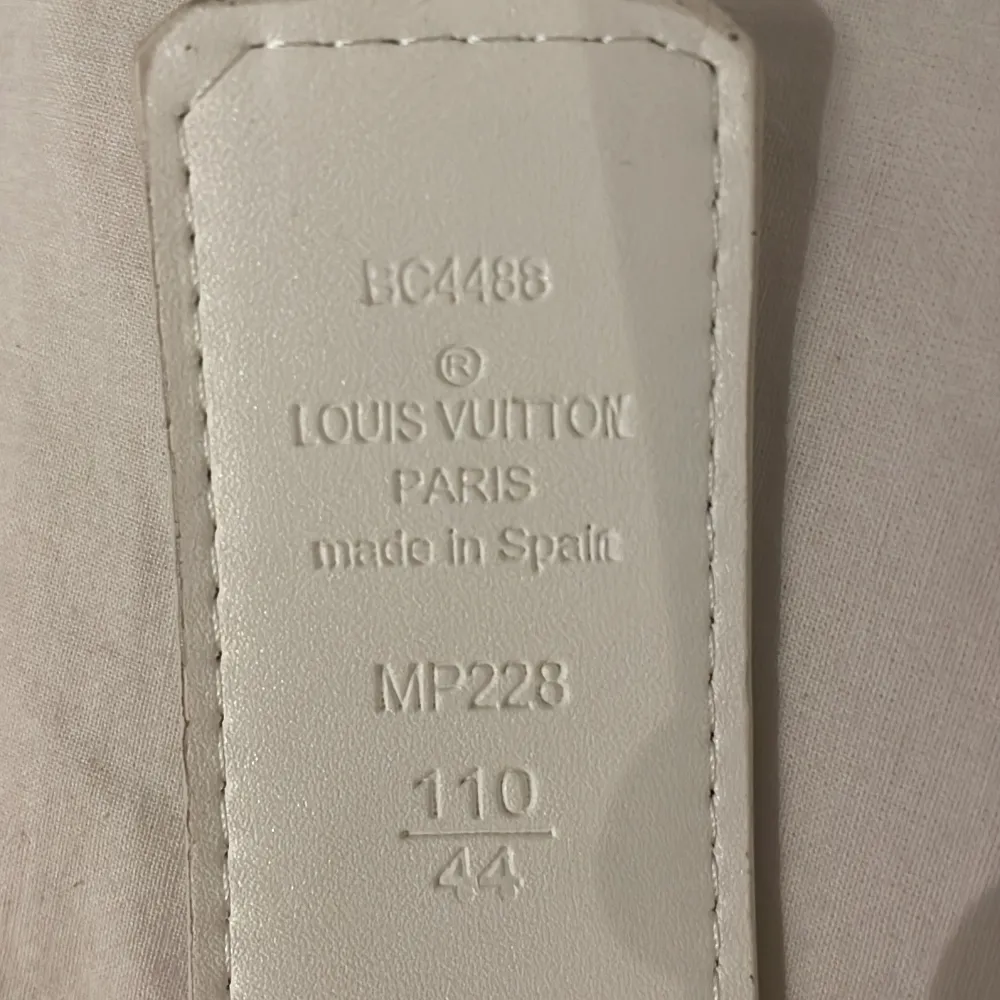 BC4488
®
LOUIS VUITTON
PARIS
made in Spain
MP228
110
44